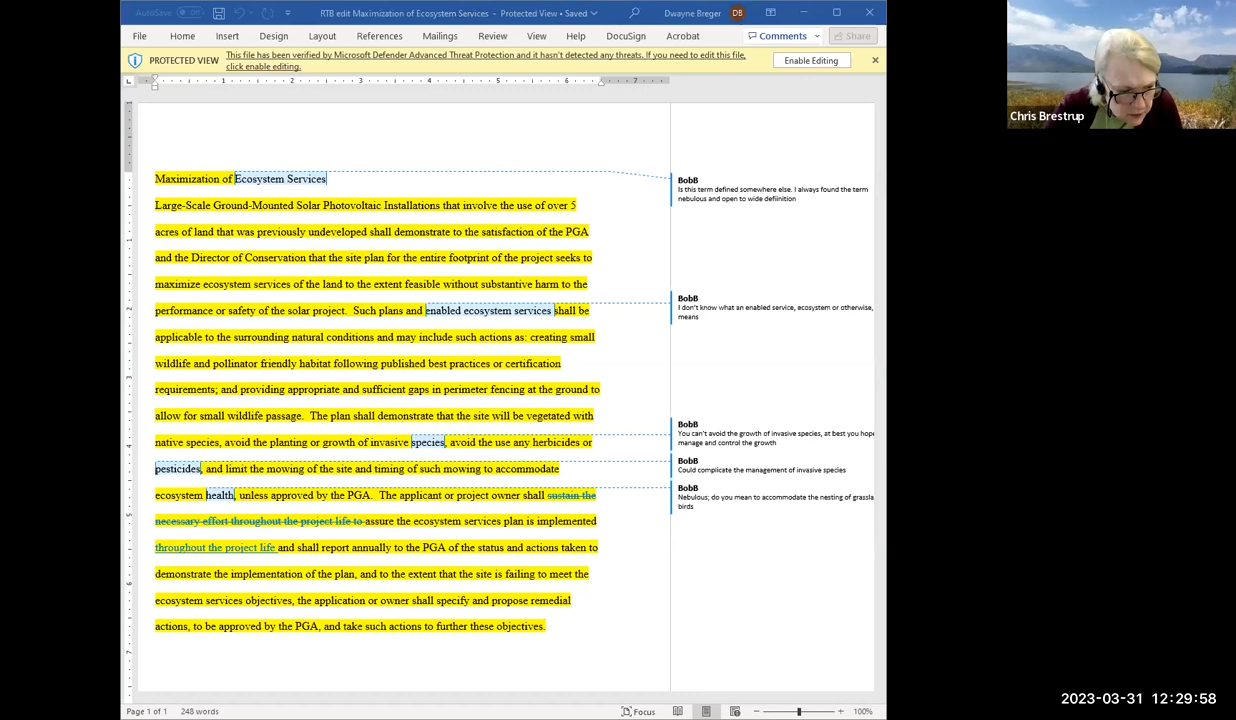 AutoSave Off
RTB edit Maximization of Ecosystem Services - Protected View • Saved
Dwayne Breger DB
File Home Insert Design Layout References Mailings Review View Help DocuSign Acrobat Comments Share
PROTECTED VIEW This file has been verified by Microsoft Defender Advanced Threat Protection and it hasn't detected any threats. If you need to edit this file,
click enable editing.
Enable Editing
1 2 3 4 5 6 7
Maximization of Ecosystem Services
Large-Scale Ground-Mounted Solar Photovoltaic Installations that involve the use of over 5
acres of land that was previously undeveloped shall demonstrate to the satisfaction of the PGA
and the Director of Conservation that the site plan for the entire footprint of the project seeks to
maximize ecosystem services of the land to the extent feasible without substantive harm to the
performance or safety of the solar project. Such plans and enabled ecosystem services shall be
applicable to the surrounding natural conditions and may include such actions as: creating small
wildlife and pollinator friendly habitat following published best practices or certification
requirements; and providing appropriate and sufficient gaps in perimeter fencing at the ground to
allow for small wildlife passage. The plan shall demonstrate that the site will be vegetated with
native species, avoid the planting or growth of invasive species, avoid the use any herbicides or
pesticides, and limit the mowing of the site and timing of such mowing to accommodate
ecosystem health, unless approved by the PGA. The applicant or project owner shall sustain the
necessary effort throughout the project life to assure the ecosystem services plan is implemented
throughout the project life and shall report annually to the PGA of the status and actions taken to
demonstrate the implementation of the plan, and to the extent that the site is failing to meet the
ecosystem services objectives, the application or owner shall specify and propose remedial
actions, to be approved by the PGA, and take such actions to further these objectives.
BobB
Is this term defined somewhere else. I always found the term
nebulous and open to wide defiinition
BobB
I don't know what an enabled service, ecosystem or otherwise,
means
BobB
You can't avoid the growth of invasive species, at best you hope
manage and control the growth
BobB
Could complicate the management of invasive species
BobB
Nebulous; do you mean to accommodate the nesting of grassla
birds
Page 1 of 1 248 words Focus 100%
Chris Brestrup
2023-03-31 12:29:58